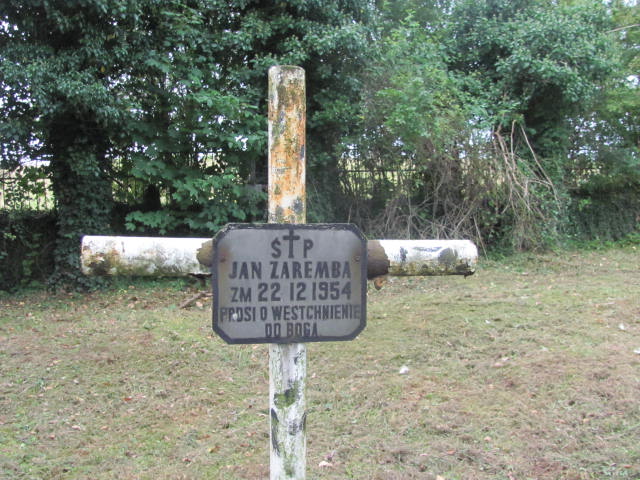 Ś✝P
JAN ZAREMBA
ZM 22 12 1954
PROSI O WESTCHNIENIE
DO BOGA